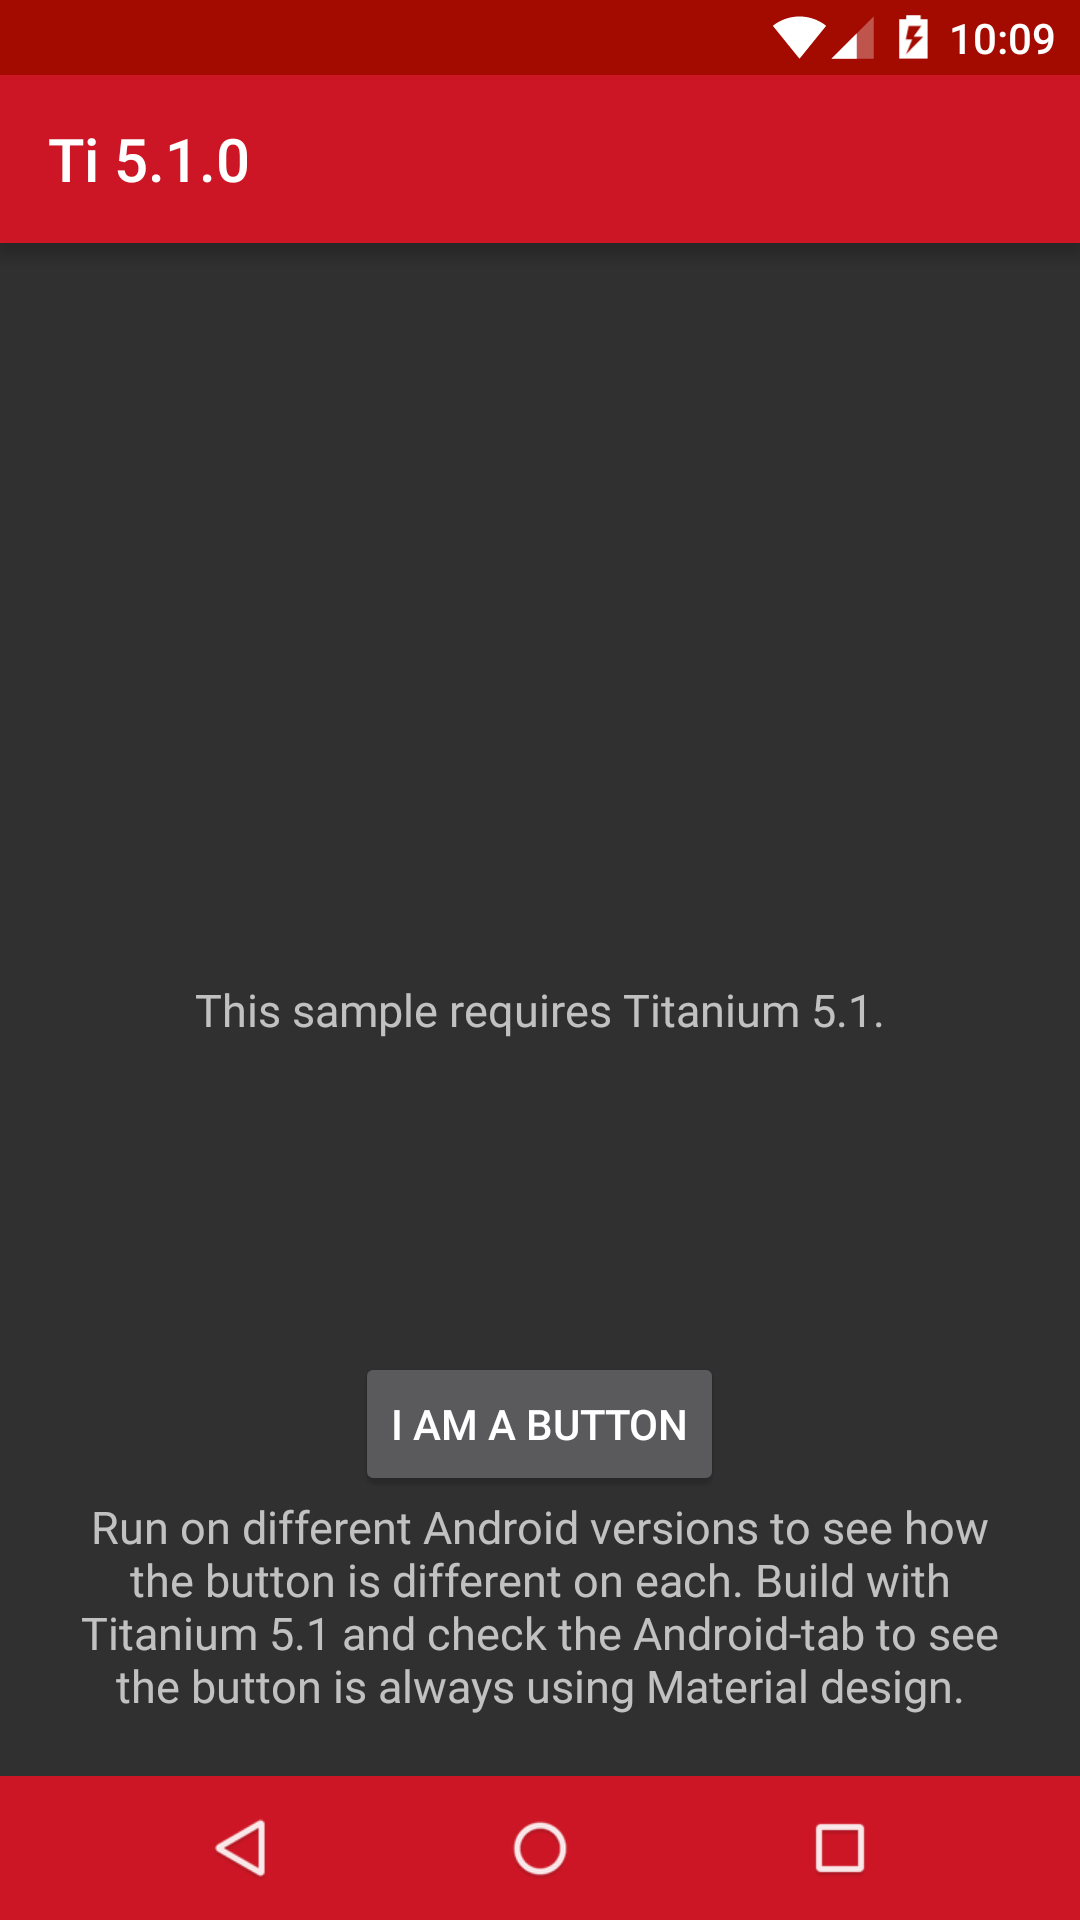 10:09
Ti 5.1.0
This sample requires Titanium 5.1.
I AM A BUTTON
Run on different Android versions to see how
the button is different on each. Build with
Titanium 5.1 and check the Android-tab to see
the button is always using Material design.